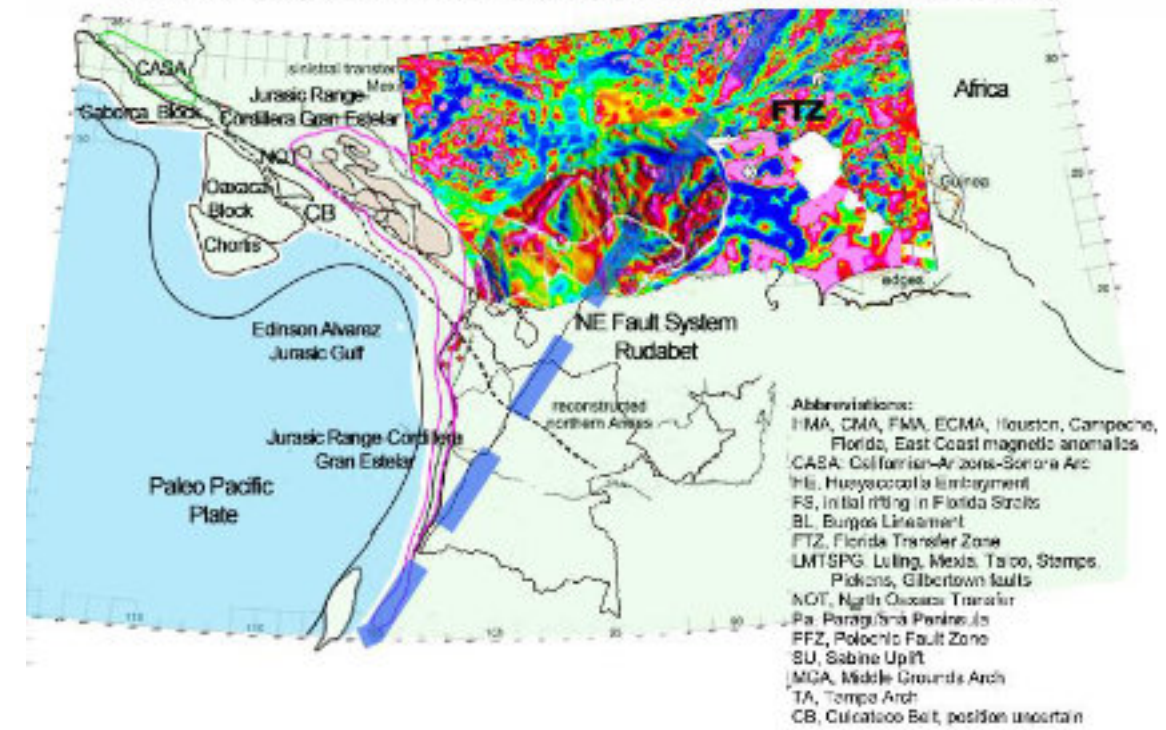 CASA
sinistral transfer
Jurasic Range-
Cordillera Gran Estelar
Saborca Block
Oaxaca
Block
CB
Chortis
FTZ
Africa
Guinea
edges
Edinson Alvarez
Jurasic Gulf
NE Fault System
Rudabet
reconstructed
northern Areas
Jurasic Range-Cordillera
Gran Estelar
Paleo Pacific
Plate
Abbreviations:
HMA, CMA, FMA, ECMA, Houston, Campeche,
Florida, East Coast magnetic anomalies
CASA: Californian-Arizona-Sonora Arc
HE, Huayacocotla Embayment
FS, Initial rifting in Florida Straits
BL, Burgos Lineament
FTZ, Florida Transfer Zone
LMTSPG, Luling, Mexia, Talco, Stamps,
Pickens, Gilbertown faults
NOT, North Oaxaca Transfer
Pa, Paraguaná Peninsula
PFZ, Polochic Fault Zone
SU, Sabine Uplift
MGA, Middle Grounds Arch
TA, Tampa Arch
CB, Cuicateco Belt, position uncertain